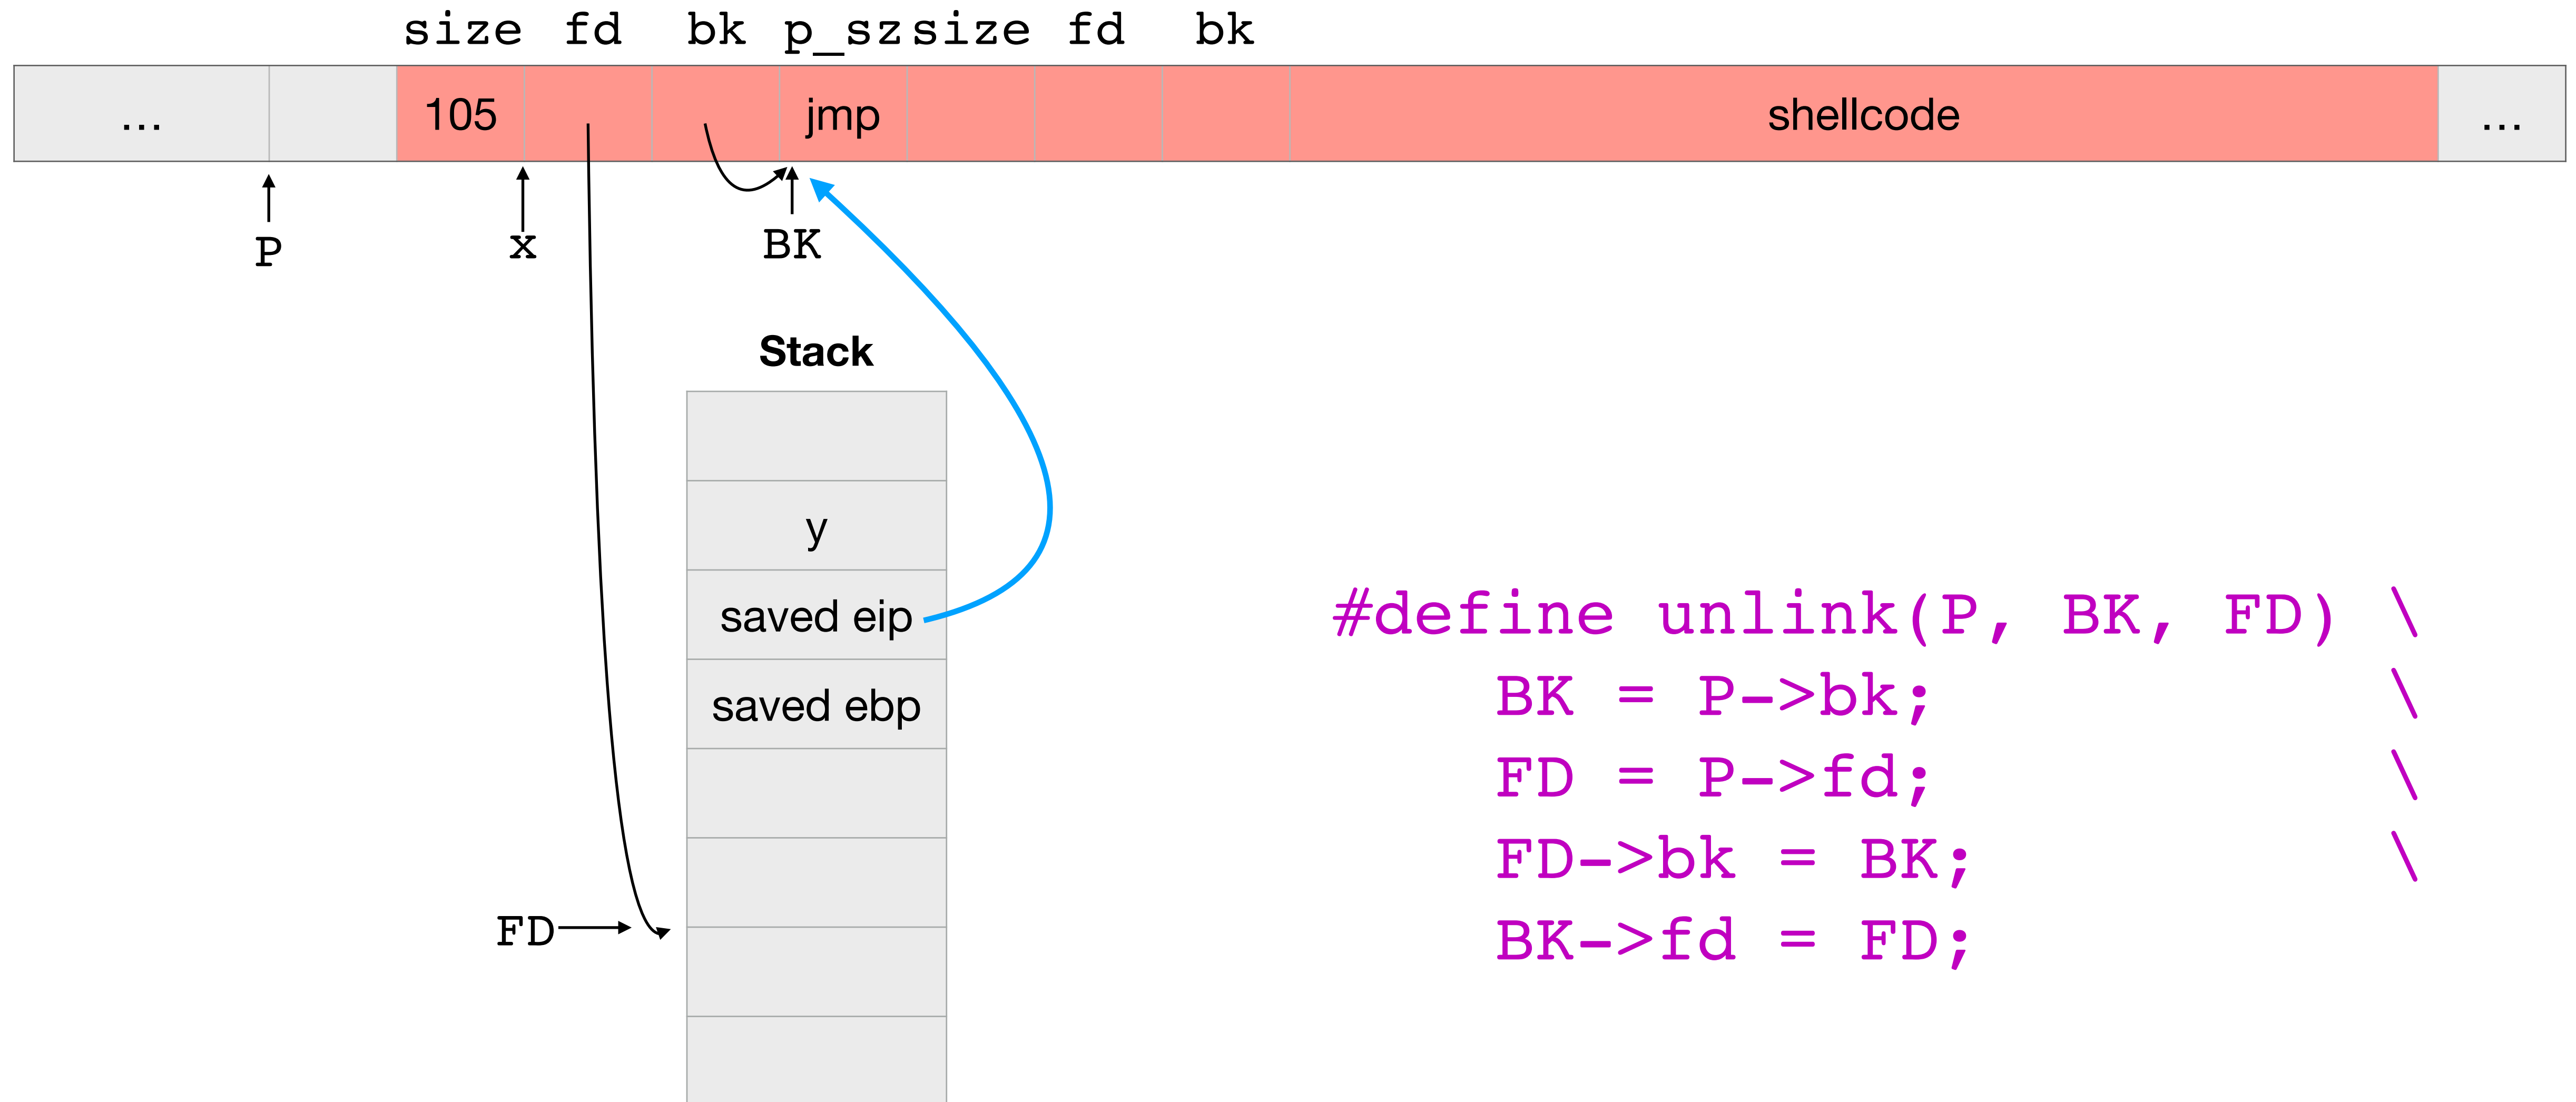 size fd bk p_sz size fd bk
... 105 jmp shellcode ...
P x BK
Stack
y
saved eip
saved ebp
FD
#define unlink(P, BK, FD) \
BK = P->bk; \
FD = P->fd; \
FD->bk = BK; \
BK->fd = FD;